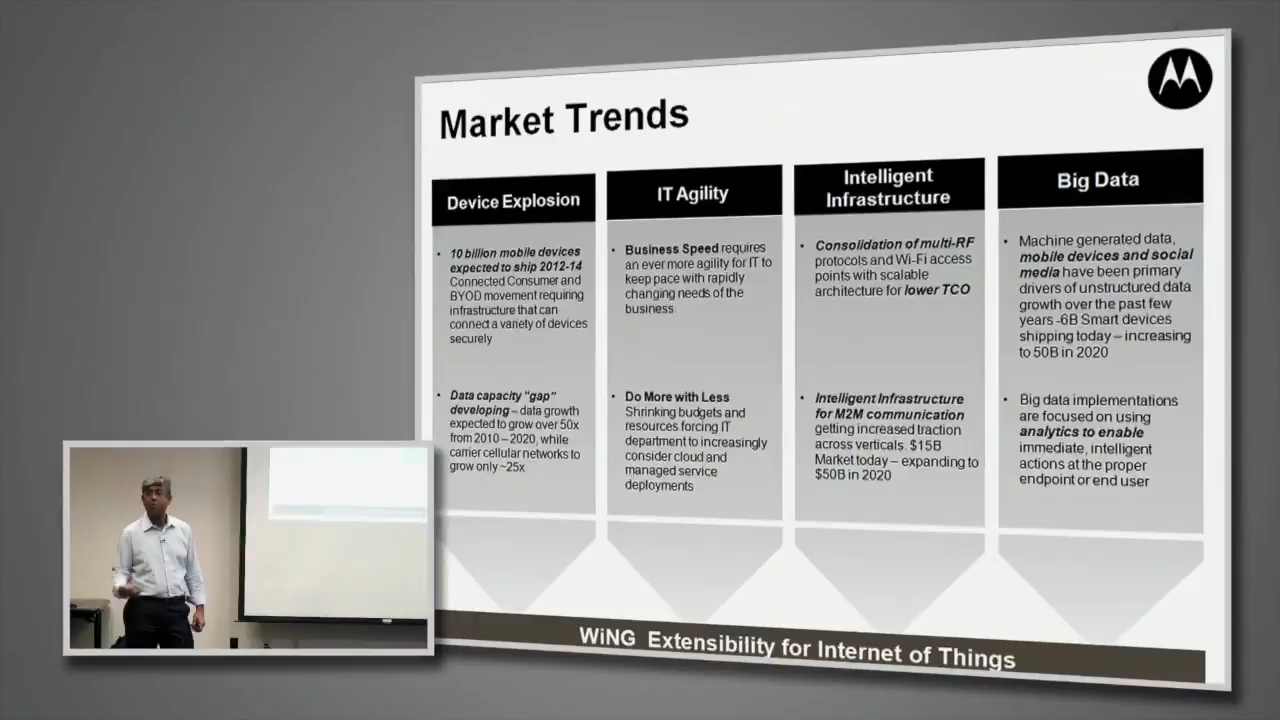 Market Trends
Device Explosion
• 10 billion mobile devices
expected to ship 2012-14
Connected Consumer and
BYOD movement requiring
infrastructure that can
connect a variety of devices
securely
• Data capacity "gap"
developing – data growth
expected to grow over 50x
from 2010 – 2020, while
carrier cellular networks to
grow only ~25x
IT Agility
• Business Speed requires
an ever more agility for IT to
keep pace with rapidly
changing needs of the
business
• Do More with Less
Shrinking budgets and
resources forcing IT
department to increasingly
consider cloud and
managed service
deployments
Intelligent
Infrastructure
• Consolidation of multi-RF
protocols and Wi-Fi access
points with scalable
architecture for lower TCO
• Intelligent Infrastructure
for M2M communication
getting increased traction
across verticals. $15B
Market today – expanding to
$50B in 2020
Big Data
• Machine generated data,
mobile devices and social
media have been primary
drivers of unstructured data
growth over the past few
years -6B Smart devices
shipping today – increasing
to 50B in 2020
• Big data implementations
are focused on using
analytics to enable
immediate, intelligent
actions at the proper
endpoint or end user
WiNG Extensibility for Internet of Things